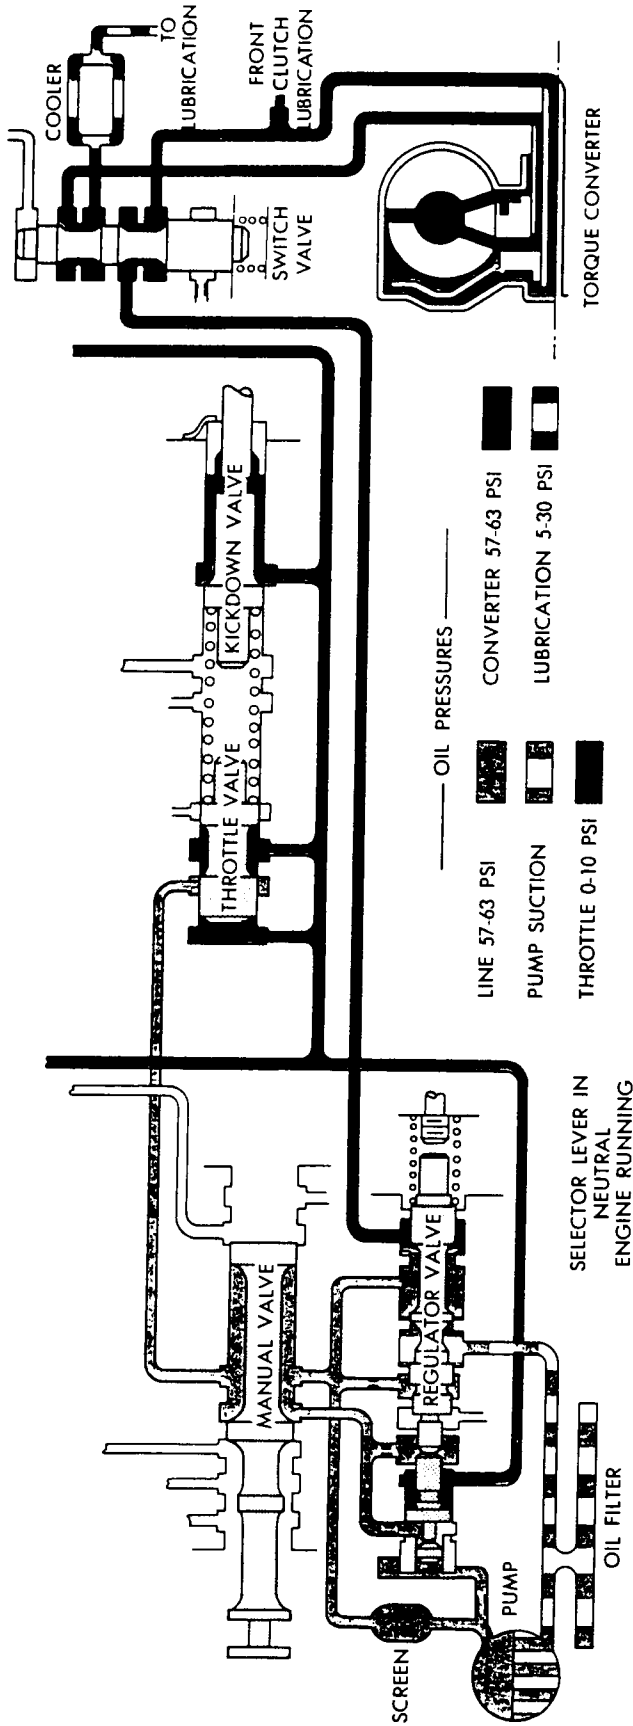 COOLER
TO
LUBRICATION
FRONT
CLUTCH
LUBRICATION
SWITCH
VALVE
TORQUE CONVERTER
KICKDOWN VALVE
THROTTLE VALVE
MANUAL VALVE
REGULATOR VALVE
OIL PRESSURES
LINE 57-63 PSI
CONVERTER 57-63 PSI
PUMP SUCTION
LUBRICATION 5-30 PSI
THROTTLE 0-10 PSI
SELECTOR LEVER IN
NEUTRAL
ENGINE RUNNING
SCREEN
PUMP
OIL FILTER